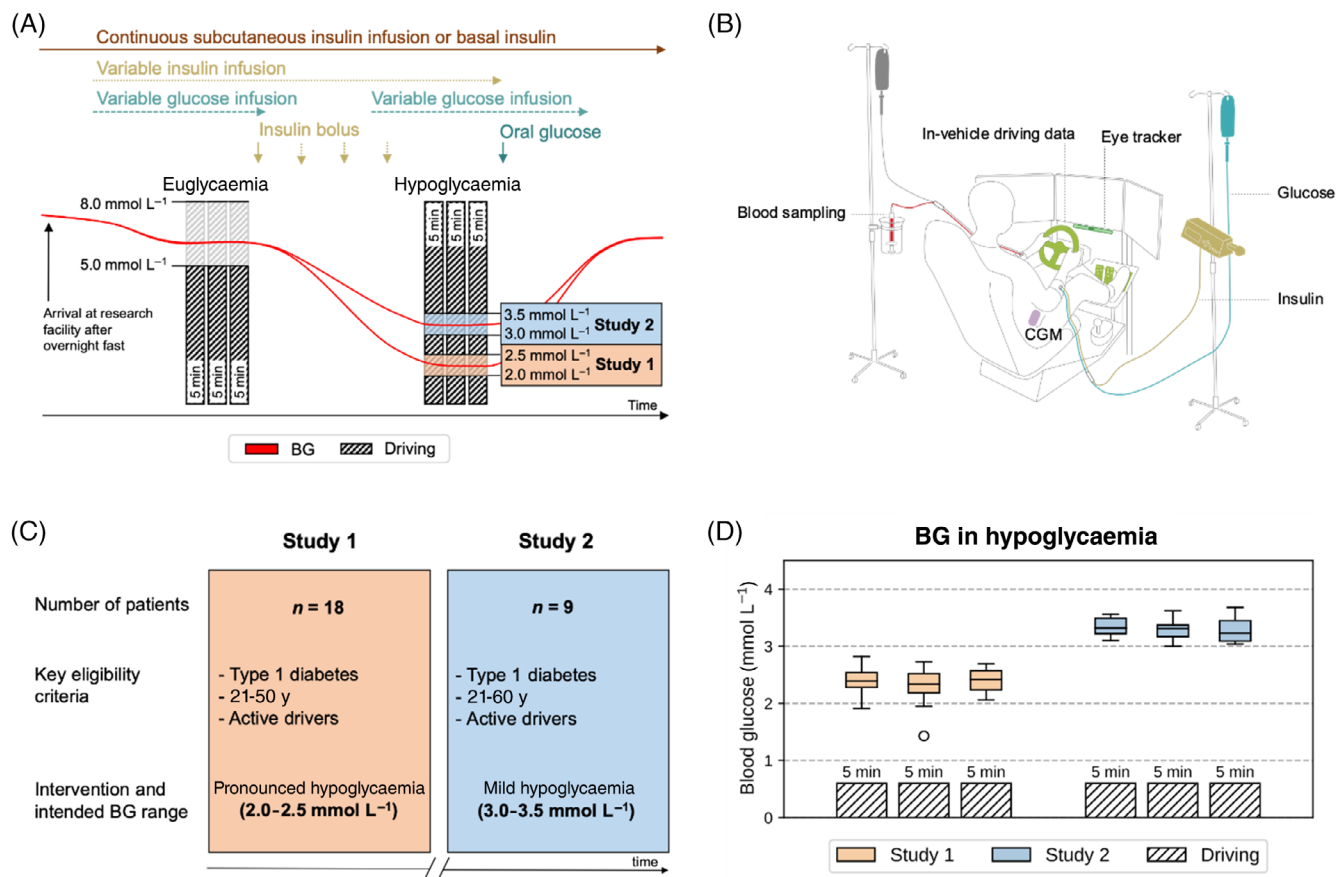 (A)
Continuous subcutaneous insulin infusion or basal insulin
Variable insulin infusion
Variable glucose infusion
Variable glucose infusion
Insulin bolus
Oral glucose
Euglycaemia
Hypoglycaemia
8.0 mmol L⁻¹
5.0 mmol L⁻¹
5 min
5 min
5 min
5 min
5 min
5 min
Arrival at research
facility after
overnight fast
3.5 mmol L⁻¹
3.0 mmol L⁻¹
Study 2
2.5 mmol L⁻¹
2.0 mmol L⁻¹
Study 1
Time
BG
Driving
(B)
In-vehicle driving data
Eye tracker
Glucose
Blood sampling
Insulin
CGM
(C)
Study 1
Study 2
Number of patients
n = 18
n = 9
Key eligibility
criteria
- Type 1 diabetes
- 21-50 y
- Active drivers
- Type 1 diabetes
- 21-60 y
- Active drivers
Intervention and
intended BG range
Pronounced hypoglycaemia
(2.0–2.5 mmol L⁻¹)
Mild hypoglycaemia
(3.0–3.5 mmol L⁻¹)
time
(D)
BG in hypoglycaemia
Blood glucose (mmol L⁻¹)
4
3
2
1
0
5 min
5 min
5 min
5 min
5 min
5 min
Study 1
Study 2
Driving